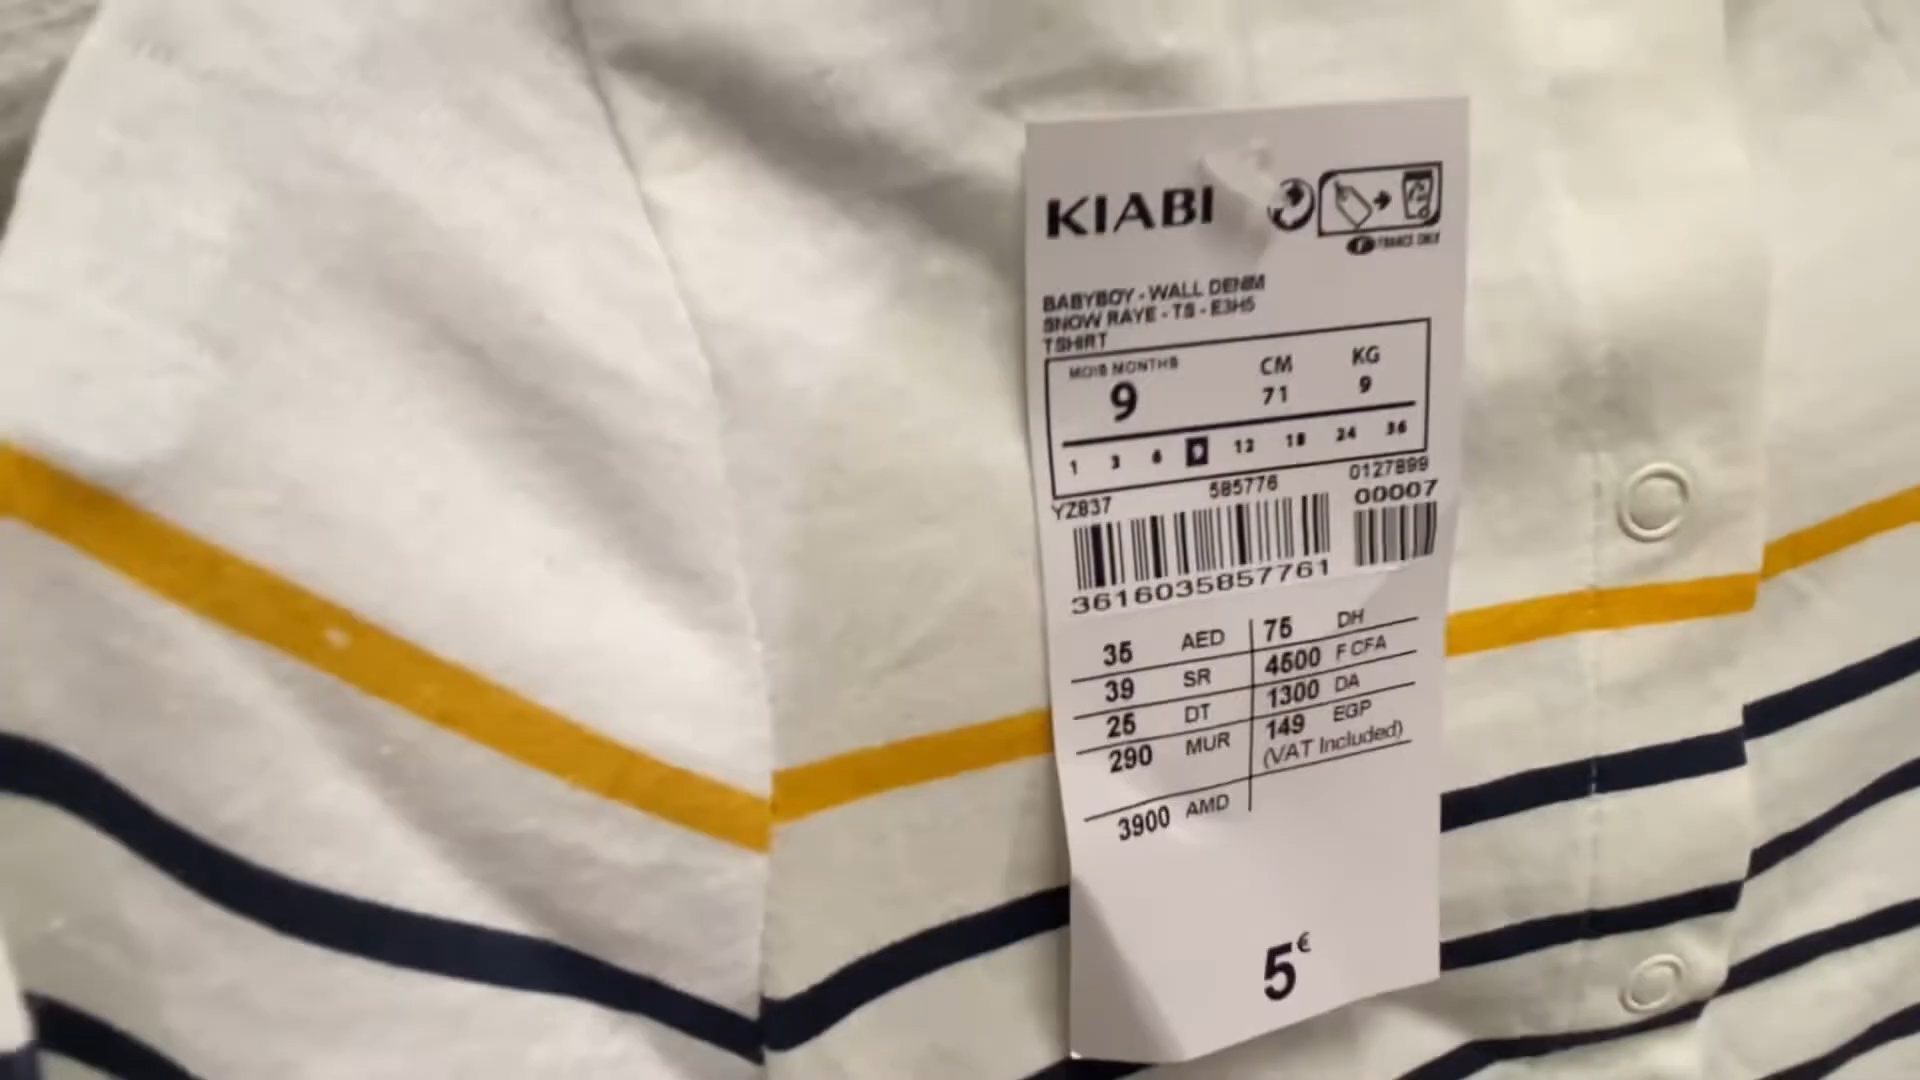 KIABI
FRANCE ONLY
BABYBOY - WALL DENIM
SNOW RAYE - TS - E3H5
TSHIRT
MOIS MONTHS CM KG
9 71 9
1 3 6 9 12 18 24 36
YZ837 585776 0127899
00007
3616035857761
35 AED 75 DH
39 SR 4500 F CFA
25 DT 1300 DA
290 MUR 149 EGP
(VAT Included)
3900 AMD
5€